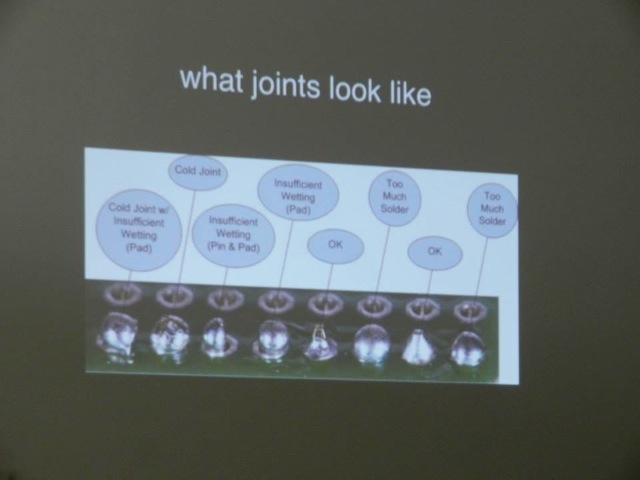 what joints look like
Cold Joint w/
Insufficient
Wetting
(Pad)
Cold Joint
Insufficient
Wetting
(Pin & Pad)
Insufficient
Wetting
(Pad)
OK
Too
Much
Solder
OK
Too
Much
Solder